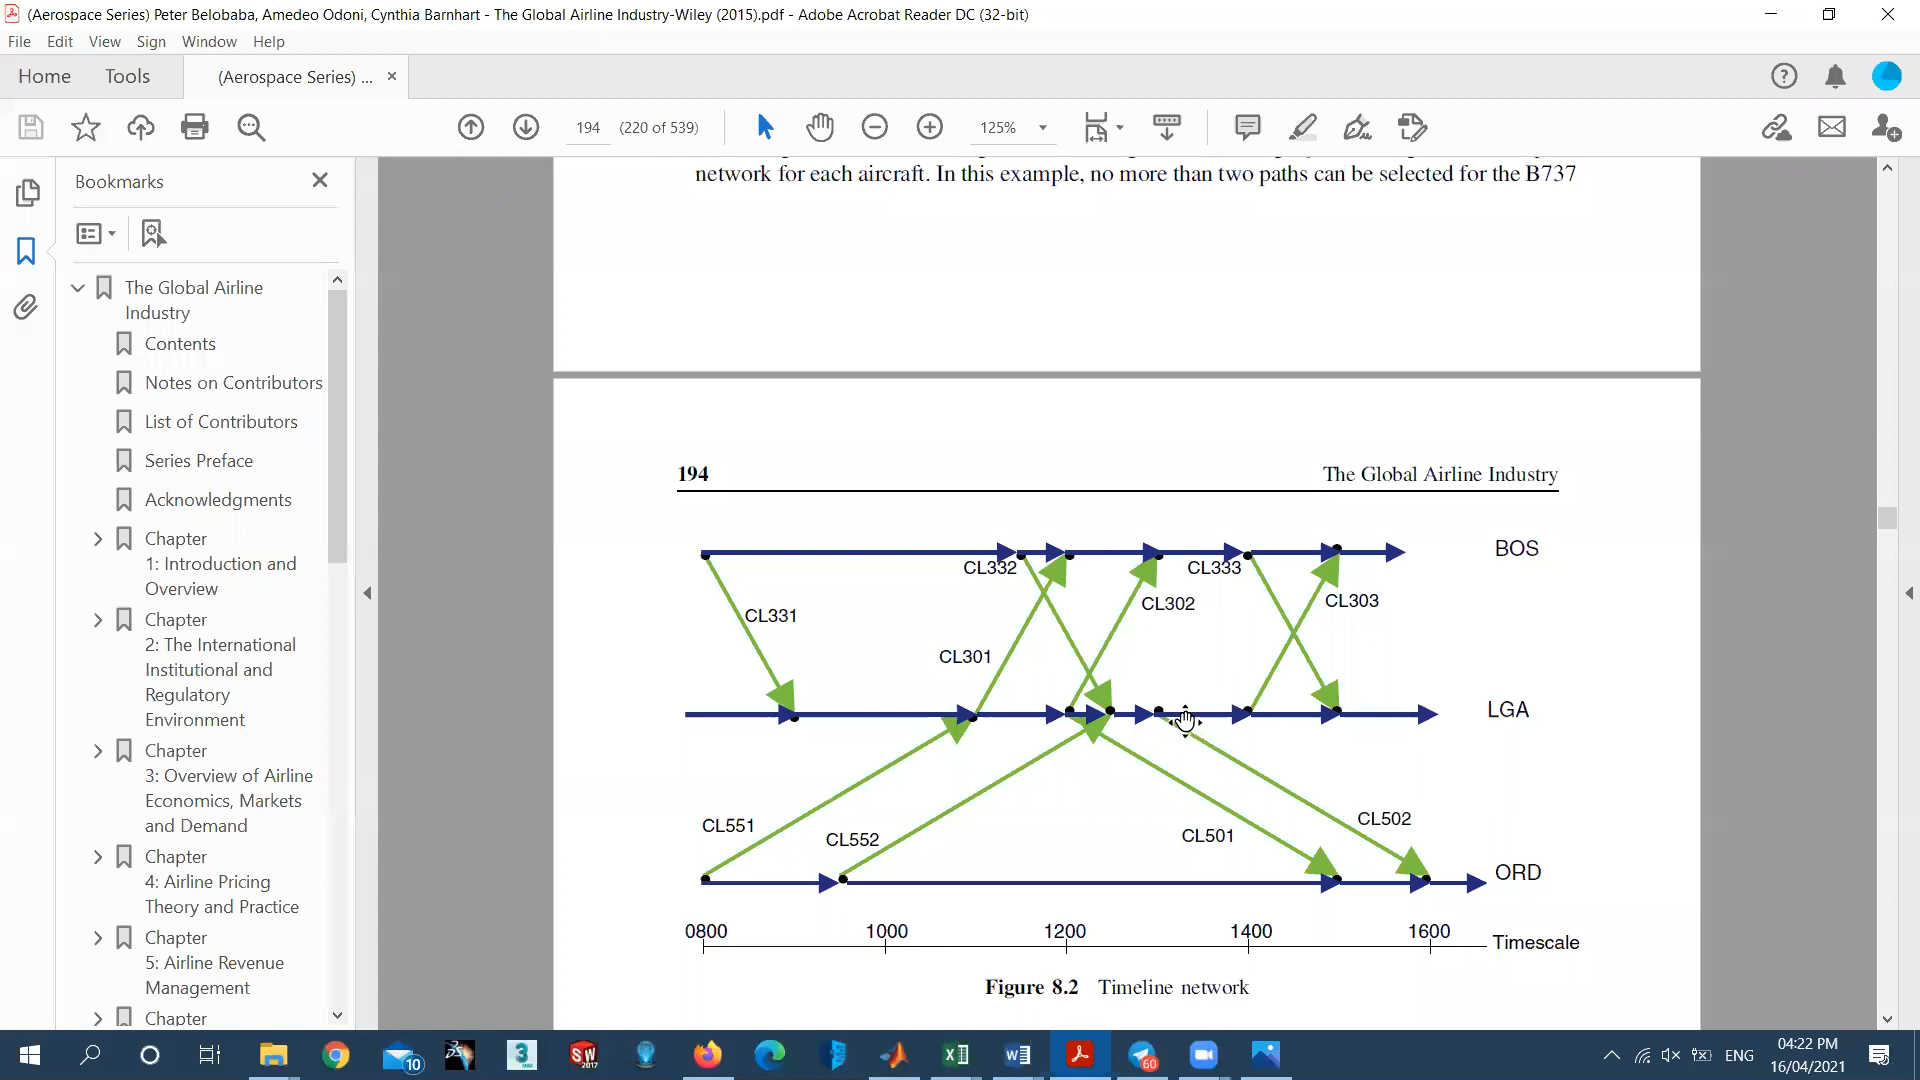 (Aerospace Series) Peter Belobaba, Amedeo Odoni, Cynthia Barnhart - The Global Airline Industry-Wiley (2015).pdf - Adobe Acrobat Reader DC (32-bit)
File Edit View Sign Window Help
Home Tools (Aerospace Series) ...
194 (220 of 539) 125%
Bookmarks
The Global Airline
Industry
Contents
Notes on Contributors
List of Contributors
Series Preface
Acknowledgments
Chapter
1: Introduction and
Overview
Chapter
2: The International
Institutional and
Regulatory
Environment
Chapter
3: Overview of Airline
Economics, Markets
and Demand
Chapter
4: Airline Pricing
Theory and Practice
Chapter
5: Airline Revenue
Management
Chapter
network for each aircraft. In this example, no more than two paths can be selected for the B737
194 The Global Airline Industry
BOS
CL332 CL333
CL331 CL302 CL303
CL301
LGA
CL551 CL552 CL501 CL502
ORD
0800 1000 1200 1400 1600 Timescale
Figure 8.2 Timeline network
10
3
SW
2017
60
ENG
04:22 PM
16/04/2021